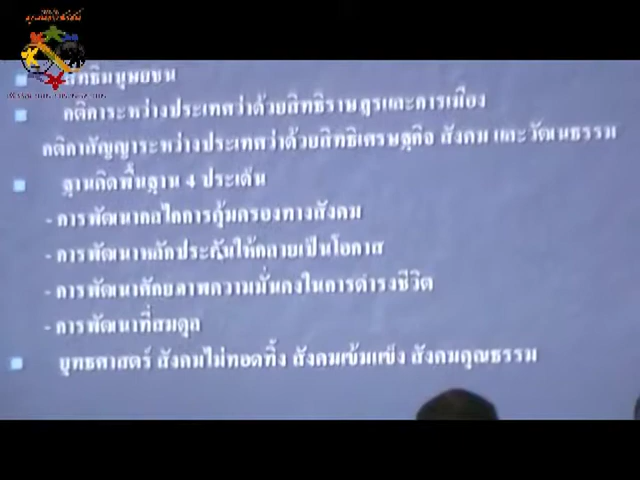 สิทธิมนุษยชน
กติการะหว่างประเทศว่าด้วยสิทธิราษฎรและการเมือง
กติกาสัญญาระหว่างประเทศว่าด้วยสิทธิเศรษฐกิจ สังคม และวัฒนธรรม
ฐานคิดพื้นฐาน 4 ประเด็น
- การพัฒนากลไกการคุ้มครองทางสังคม
- การพัฒนาหลักประกันให้กลายเป็นโอกาส
- การพัฒนาศักยภาพความมั่นคงในการดำรงชีวิต
- การพัฒนาที่สมดุล
ยุทธศาสตร์ สังคมไม่ทอดทิ้ง สังคมเข้มแข็ง สังคมคุณธรรม